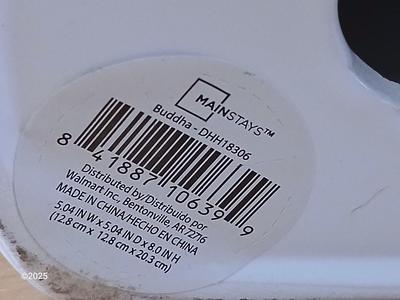 MAINSTAYS™
Buddha - DHH18306
8 41887 10639 9
Distributed by/Distribuido por
Walmart Inc., Bentonville, AR 72716
MADE IN CHINA/HECHO EN CHINA
5.04 IN W x 5.04 IN D x 8.0 IN H
(12.8 cm x 12.8 cm x 20.3 cm)
©2025